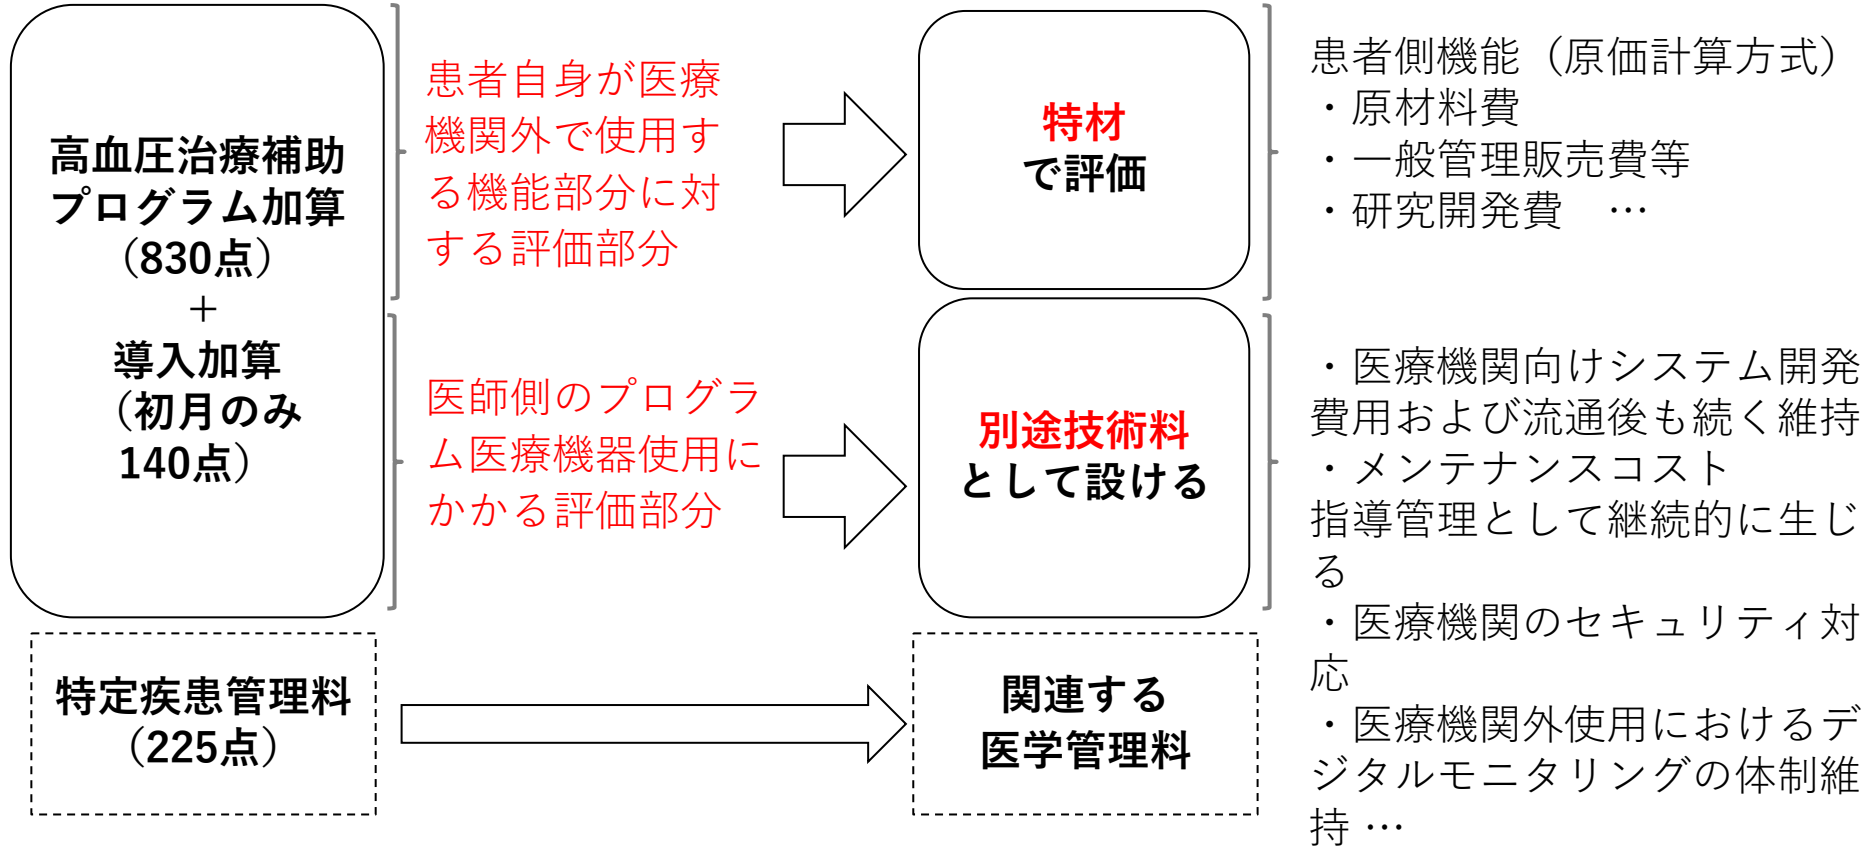 高血圧治療補助
プログラム加算
（830点）
＋
導入加算
（初月のみ
140点）
患者自身が医療
機関外で使用す
る機能部分に対
する評価部分
特材
で評価
患者側機能（原価計算方式）
・原材料費
・一般管理販売費等
・研究開発費　…
医師側のプログラ
ム医療機器使用に
かかる評価部分
別途技術料
として設ける
・医療機関向けシステム開発
費用および流通後も続く維持
・メンテナンスコスト
指導管理として継続的に生じ
る
・医療機関のセキュリティ対
応
・医療機関外使用におけるデ
ジタルモニタリングの体制維
持 …
特定疾患管理料
（225点）
関連する
医学管理料